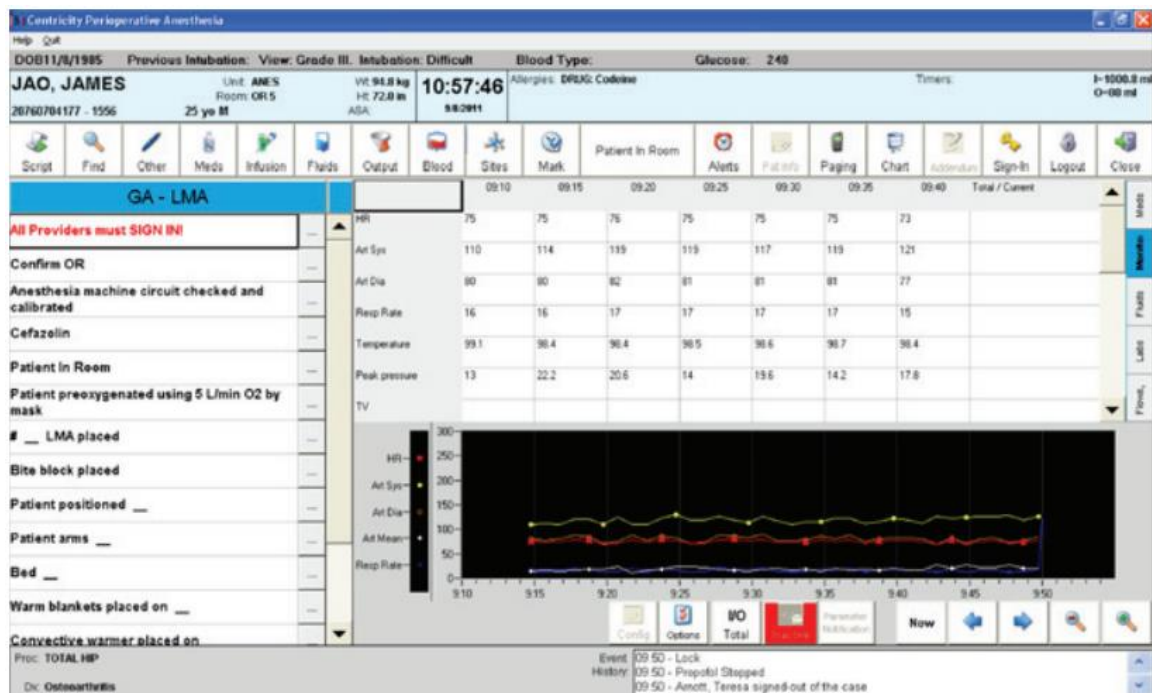 Centricity Perioperative Anesthesia
Help Quit
DOB11/8/1985 Previous Intubation: View: Grade III. Intubation: Difficult Blood Type: Glucose: 240
JAO, JAMES Unit: ANES Wt: 94.8 kg 10:57:46 Allergies: DRUG: Codeine Timers: I=1000.8 ml
Room: OR 5 Ht: 72.0 in O=00 ml
20760704177 - 1556 25 yo M ASA: 9/8/2011
Script Find Other Meds Infusion Fluids Output Blood Sites Mark Patient In Room Alerts Pat Info Paging Chart Addendum Sign-In Logout Close
GA - LMA
All Providers must SIGN IN!
Confirm OR
Anesthesia machine circuit checked and
calibrated
Cefazolin
Patient In Room
Patient preoxygenated using 5 L/min O2 by
mask
# __ LMA placed
Bite block placed
Patient positioned __
Patient arms __
Bed __
Warm blankets placed on __
Convective warmer placed on
09:10 09:15 09:20 09:25 09:30 09:35 09:40 Total / Current
HR 75 75 76 75 75 75 73
Art Sys 110 114 119 119 117 119 121
Art Dia 80 80 82 81 81 81 77
Resp Rate 16 16 17 17 17 17 15
Temperature 99.1 98.4 98.4 98.5 98.6 98.7 98.4
Peak pressure 13 22.2 20.6 14 19.6 14.2 17.8
TV
Meds
Monitor
Fluids
Labs
300
HR 250
Art Sys 200
150
Art Dia 100
Art Mean 50
Resp Rate 0
9:10 9:15 9:20 9:25 9:30 9:35 9:40 9:45 9:50
Config Options I/O Total Parameter Notification Now
Proc: TOTAL HIP
Dx: Osteoarthritis
Event History: 09:50 - Lock
09:50 - Propofol Stopped
09:50 - Arnott, Teresa signed-out of the case